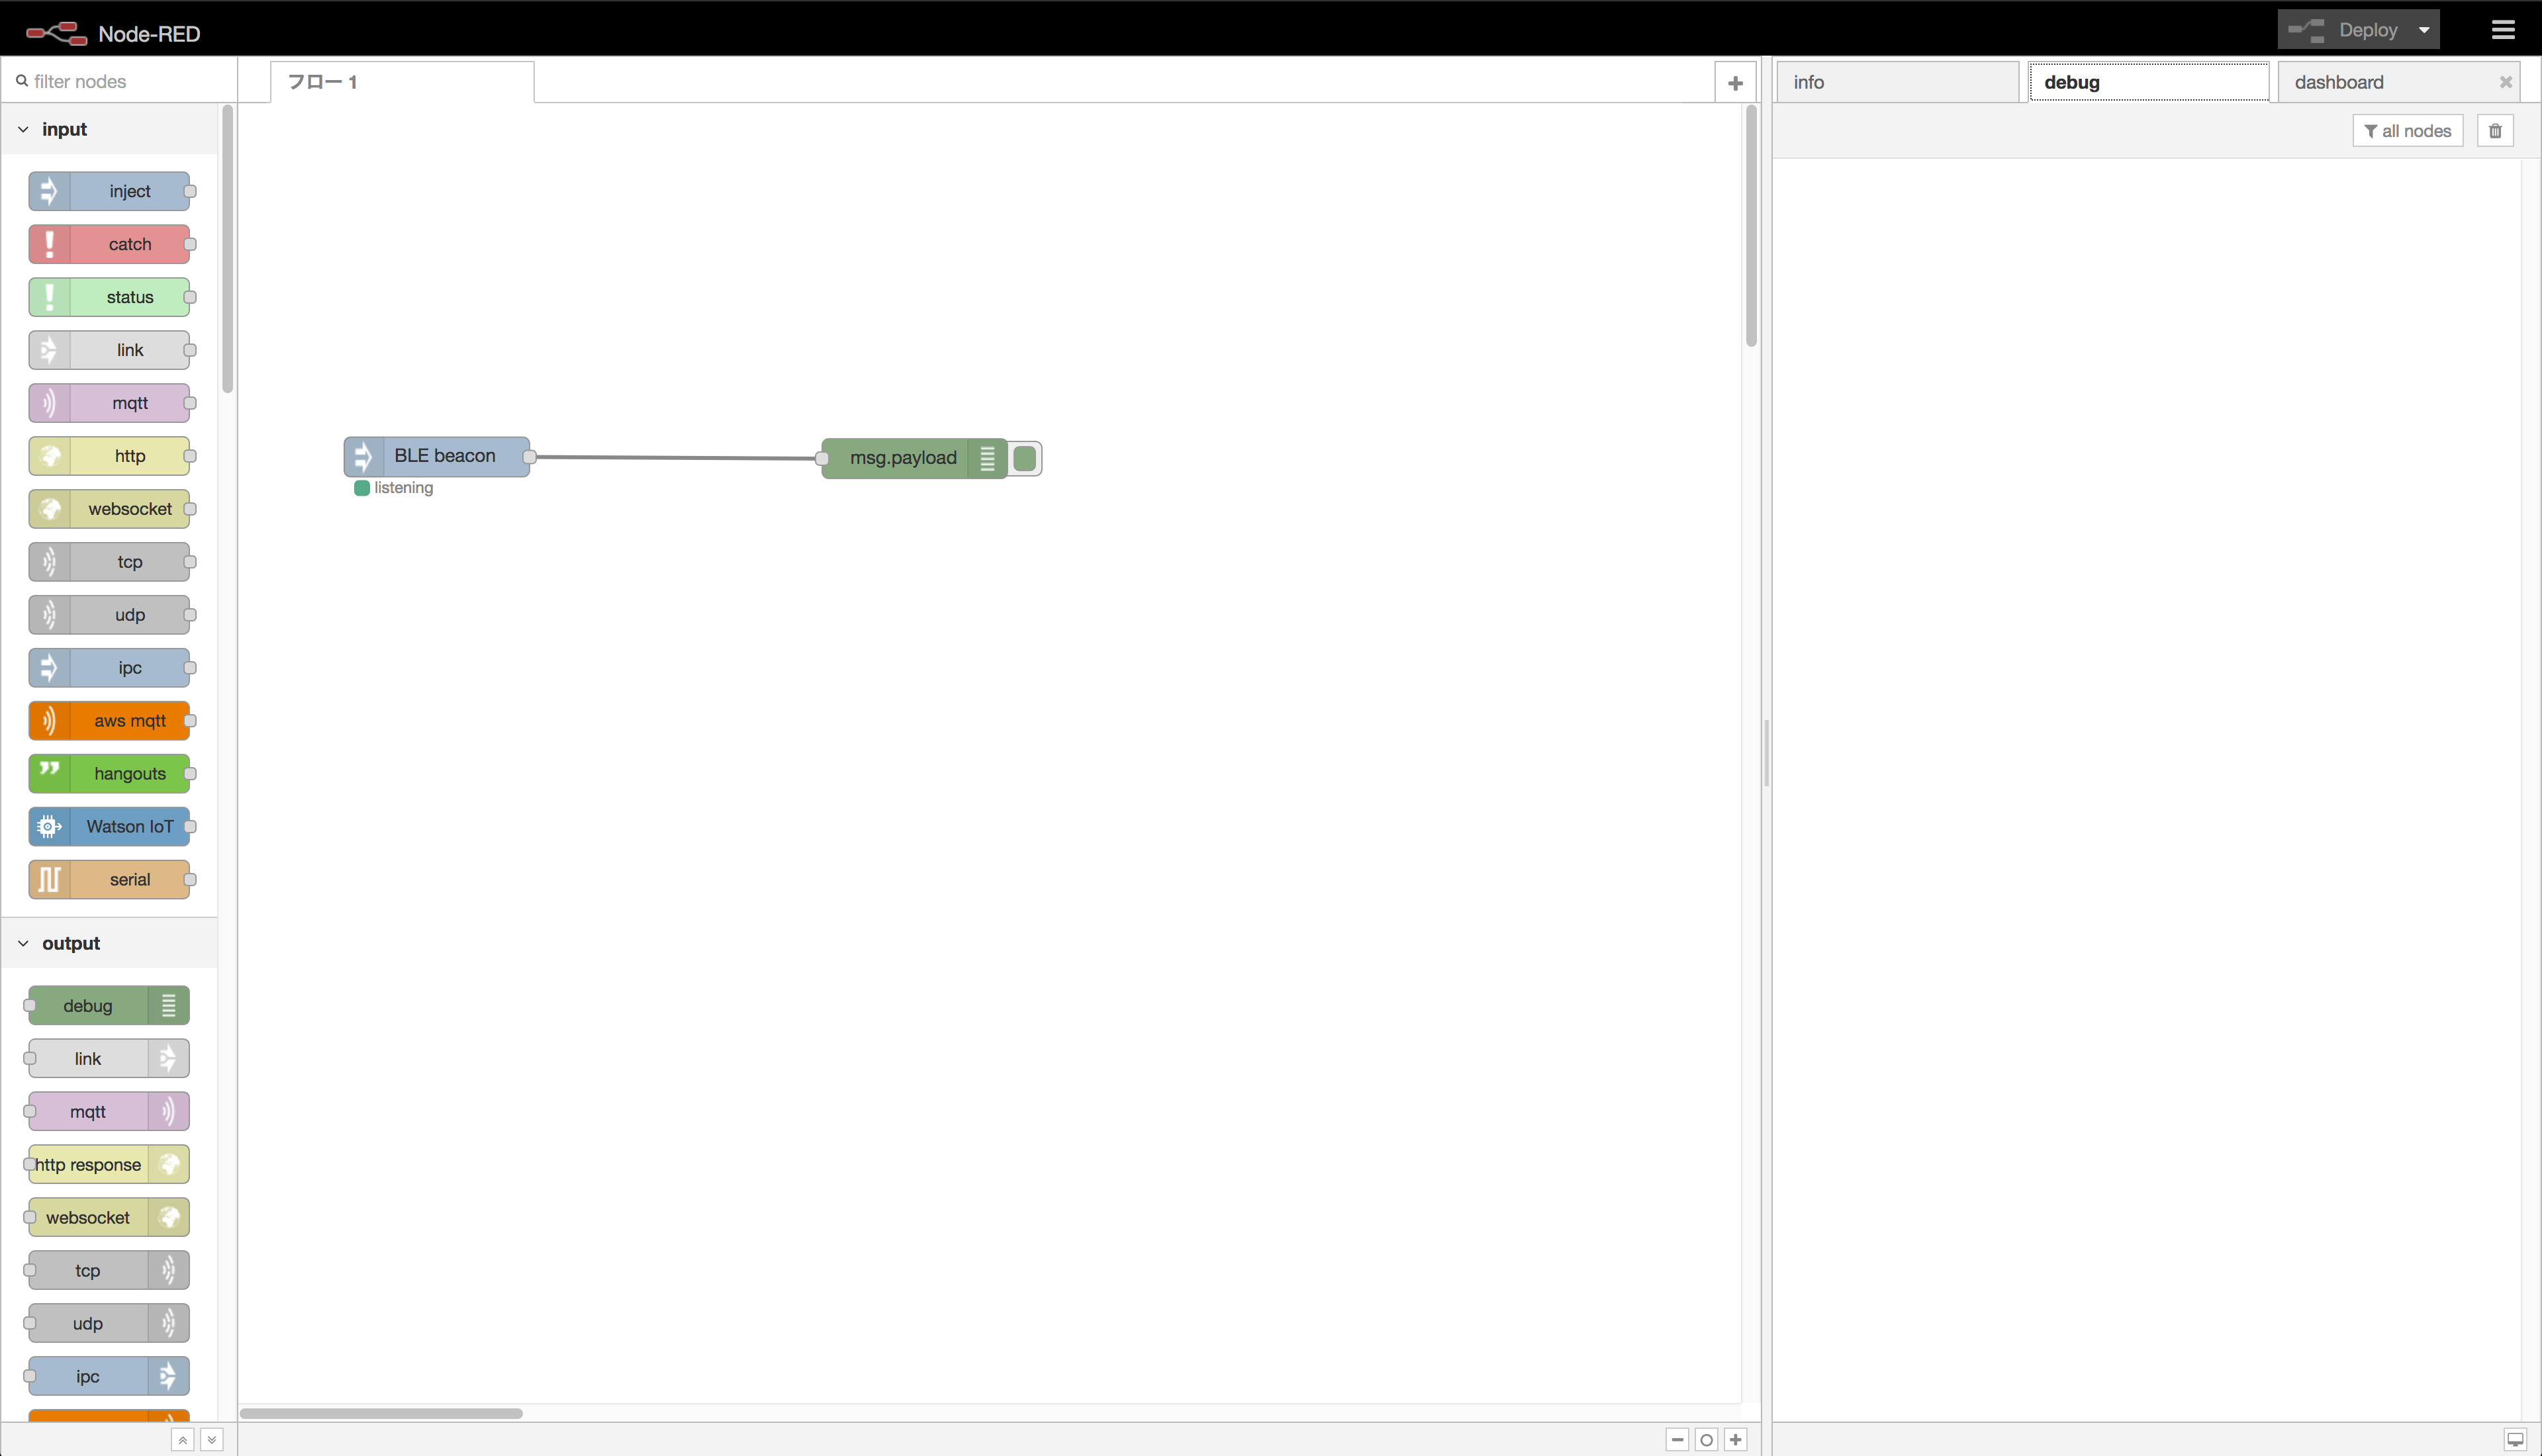 Node-RED
Deploy
filter nodes
フロー 1
info
debug
dashboard
all nodes
input
inject
catch
status
link
mqtt
http
websocket
tcp
udp
ipc
aws mqtt
hangouts
Watson IoT
serial
output
debug
link
mqtt
http response
websocket
tcp
udp
ipc
BLE beacon
listening
msg.payload